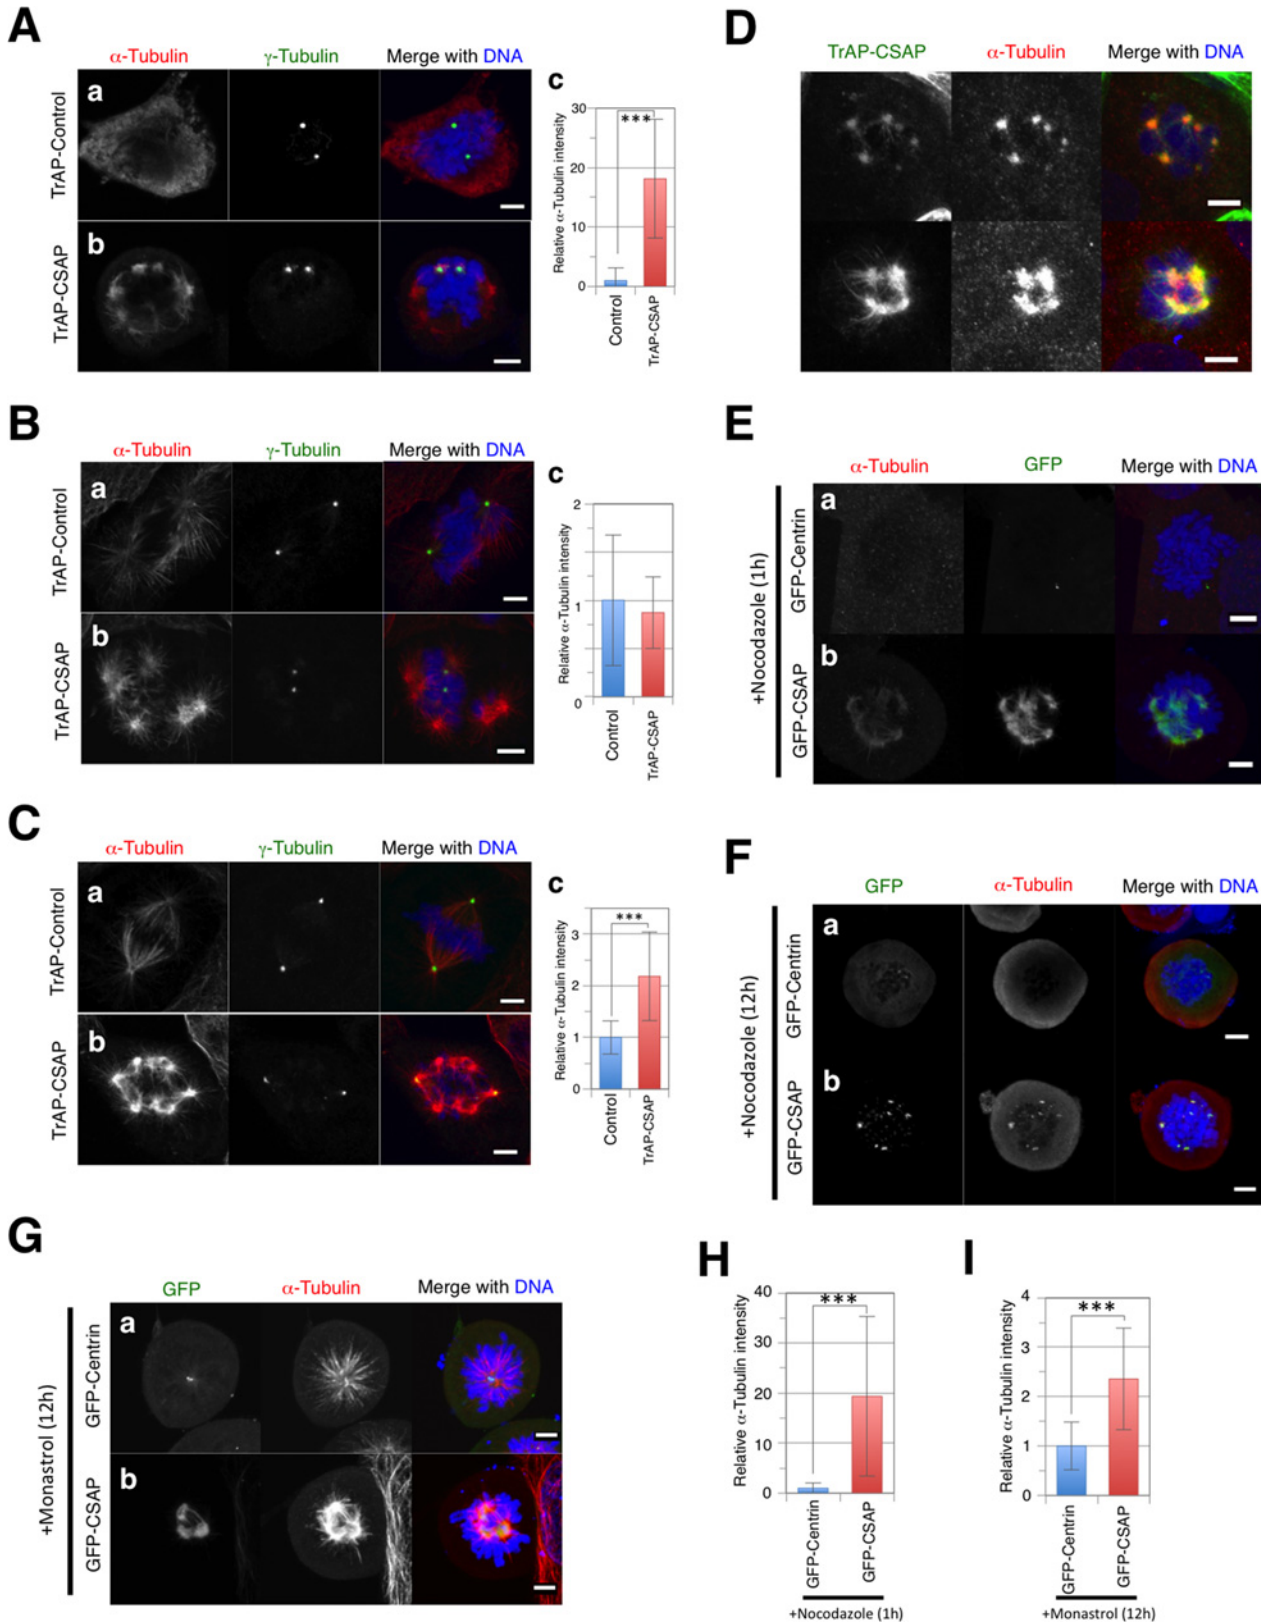 A
α-Tubulin γ-Tubulin Merge with DNA
a
TrAP-Control
b
TrAP-CSAP
c
Relative α-Tubulin intensity
30
20
10
0
***
Control
TrAP-CSAP
B
α-Tubulin γ-Tubulin Merge with DNA
a
TrAP-Control
b
TrAP-CSAP
c
Relative α-Tubulin intensity
2
1
0
Control
TrAP-CSAP
C
α-Tubulin γ-Tubulin Merge with DNA
a
TrAP-Control
b
TrAP-CSAP
c
Relative α-Tubulin intensity
3
2
1
0
***
Control
TrAP-CSAP
D
TrAP-CSAP α-Tubulin Merge with DNA
E
α-Tubulin GFP Merge with DNA
+Nocodazole (1h)
a
GFP-Centrin
b
GFP-CSAP
F
GFP α-Tubulin Merge with DNA
+Nocodazole (12h)
a
GFP-Centrin
b
GFP-CSAP
G
GFP α-Tubulin Merge with DNA
+Monastrol (12h)
a
GFP-Centrin
b
GFP-CSAP
H
Relative α-Tubulin intensity
40
30
20
10
0
***
GFP-Centrin
GFP-CSAP
+Nocodazole (1h)
I
Relative α-Tubulin intensity
4
3
2
1
0
***
GFP-Centrin
GFP-CSAP
+Monastrol (12h)